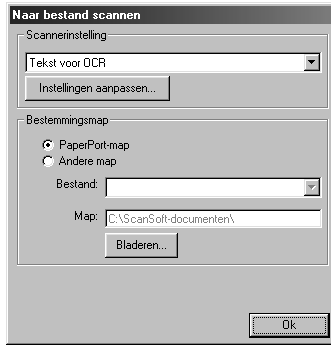 Naar bestand scannen
Scannerinstelling
Tekst voor OCR
Instellingen aanpassen...
Bestemmingsmap
PaperPort-map
Andere map
Bestand:
Map: C:\ScanSoft-documenten\
Bladeren...
Ok